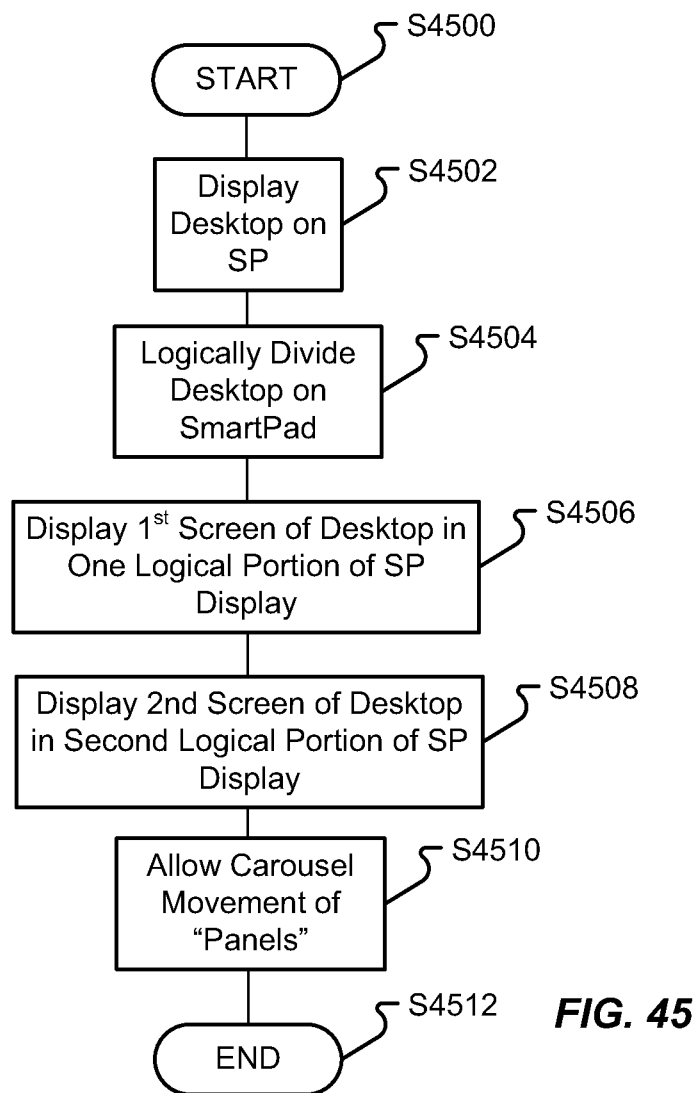 S4500
START
S4502
Display
Desktop on
SP
S4504
Logically Divide
Desktop on
SmartPad
S4506
Display 1st Screen of Desktop in
One Logical Portion of SP
Display
S4508
Display 2nd Screen of Desktop
in Second Logical Portion of SP
Display
S4510
Allow Carousel
Movement of
“Panels”
S4512
END
FIG. 45